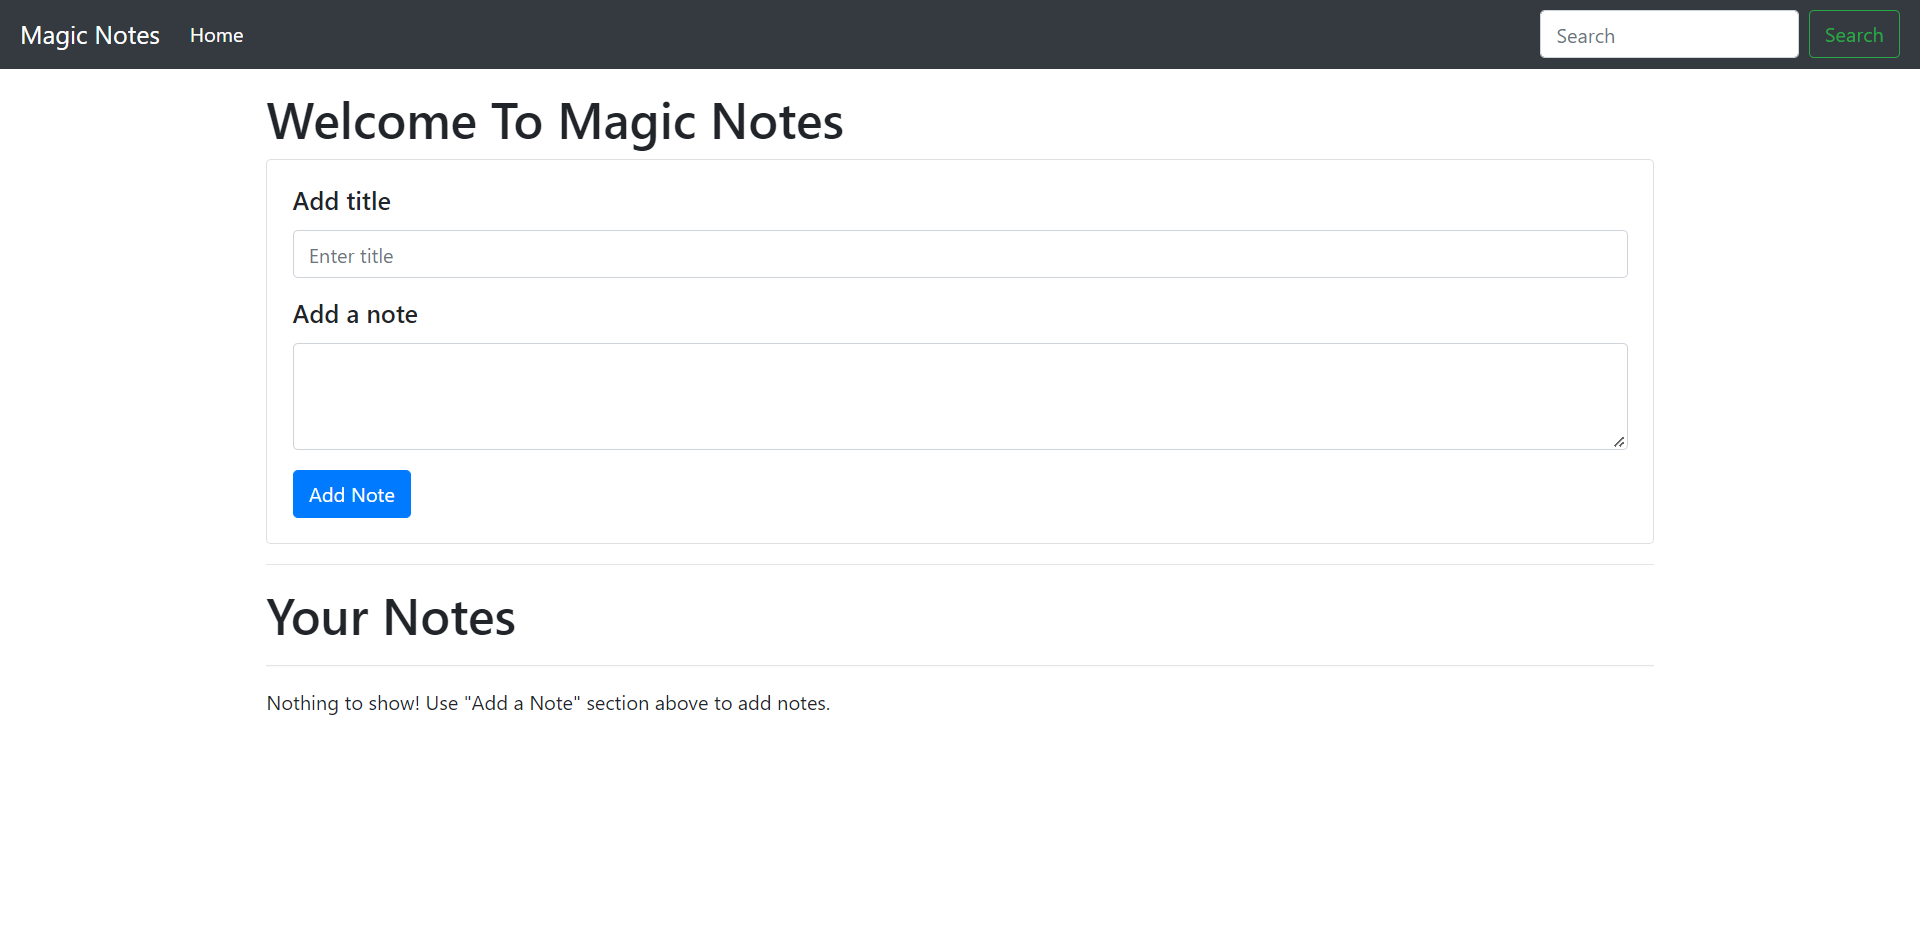 Magic Notes Home Search Search
Welcome To Magic Notes
Add title
Enter title
Add a note
Add Note
Your Notes
Nothing to show! Use "Add a Note" section above to add notes.